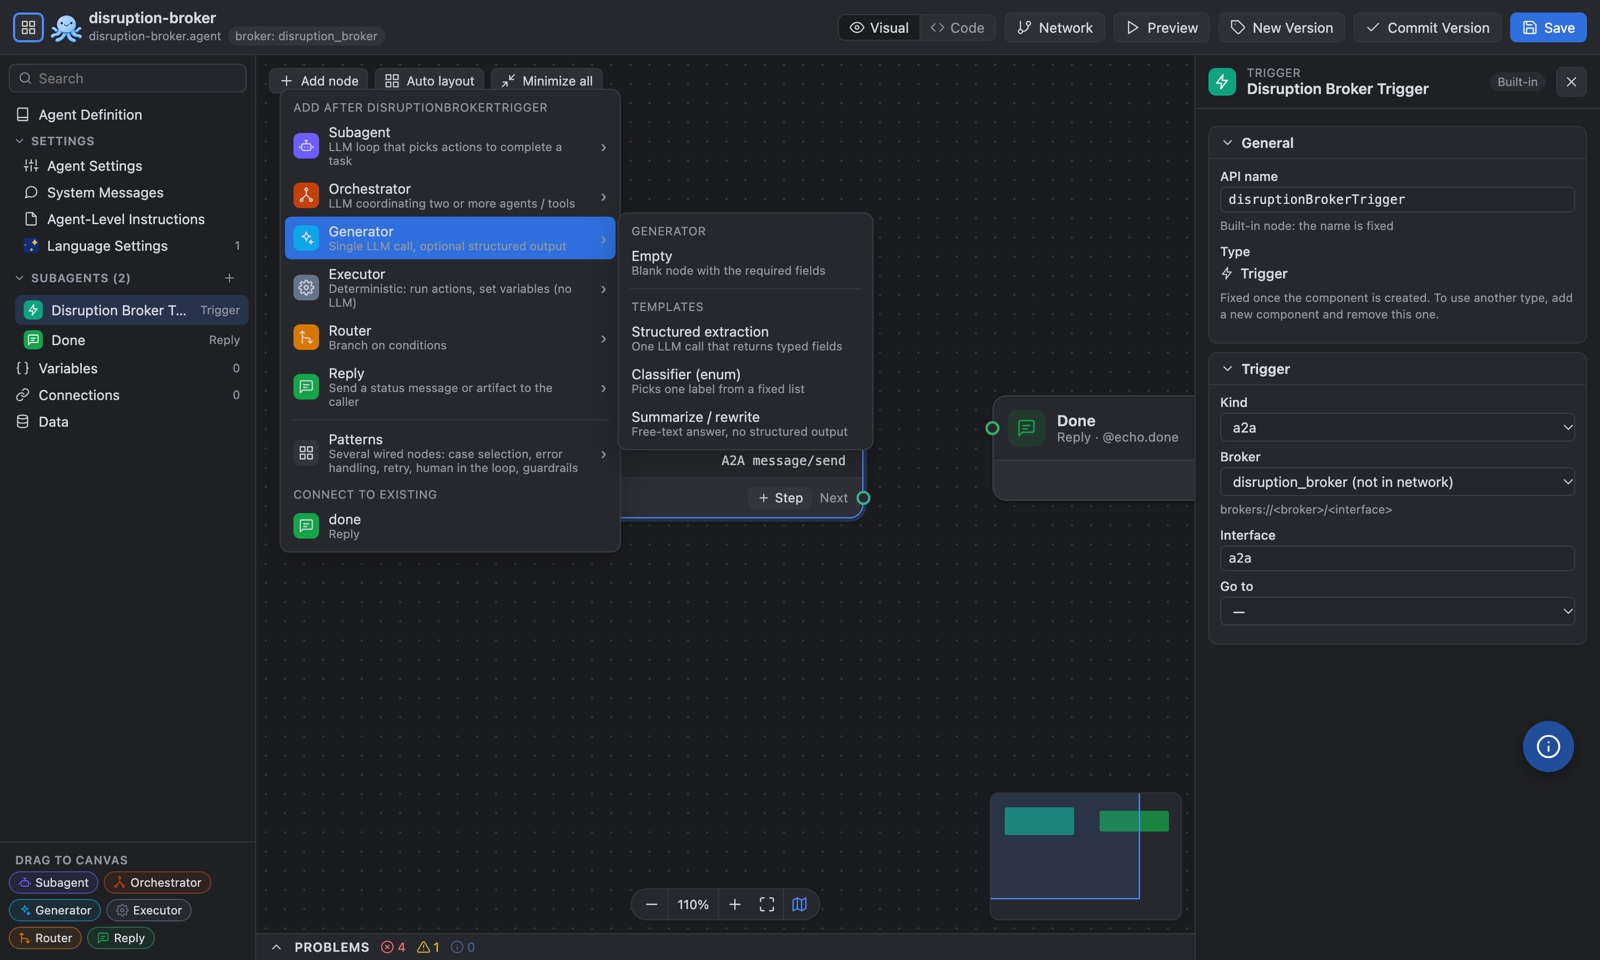 disruption-broker
disruption-broker.agent
broker: disruption_broker
Visual
Code
Network
Preview
New Version
Commit Version
Save
Search
Agent Definition
SETTINGS
Agent Settings
System Messages
Agent-Level Instructions
Language Settings 1
SUBAGENTS (2)
Disruption Broker T... Trigger
Done Reply
Variables 0
Connections 0
Data
DRAG TO CANVAS
Subagent
Orchestrator
Generator
Executor
Router
Reply
Add node
Auto layout
Minimize all
ADD AFTER DISRUPTIONBROKERTRIGGER
Subagent
LLM loop that picks actions to complete a
task
Orchestrator
LLM coordinating two or more agents / tools
Generator
Single LLM call, optional structured output
Executor
Deterministic: run actions, set variables (no
LLM)
Router
Branch on conditions
Reply
Send a status message or artifact to the
caller
Patterns
Several wired nodes: case selection, error
handling, retry, human in the loop, guardrails
CONNECT TO EXISTING
done
Reply
GENERATOR
Empty
Blank node with the required fields
TEMPLATES
Structured extraction
One LLM call that returns typed fields
Classifier (enum)
Picks one label from a fixed list
Summarize / rewrite
Free-text answer, no structured output
A2A message/send
Step
Next
Done
Reply · @echo.done
110%
PROBLEMS 4 1 0
TRIGGER
Disruption Broker Trigger
Built-in
General
API name
disruptionBrokerTrigger
Built-in node: the name is fixed
Type
Trigger
Fixed once the component is created. To use another type, add
a new component and remove this one.
Trigger
Kind
a2a
Broker
disruption_broker (not in network)
brokers://<broker>/<interface>
Interface
a2a
Go to
—